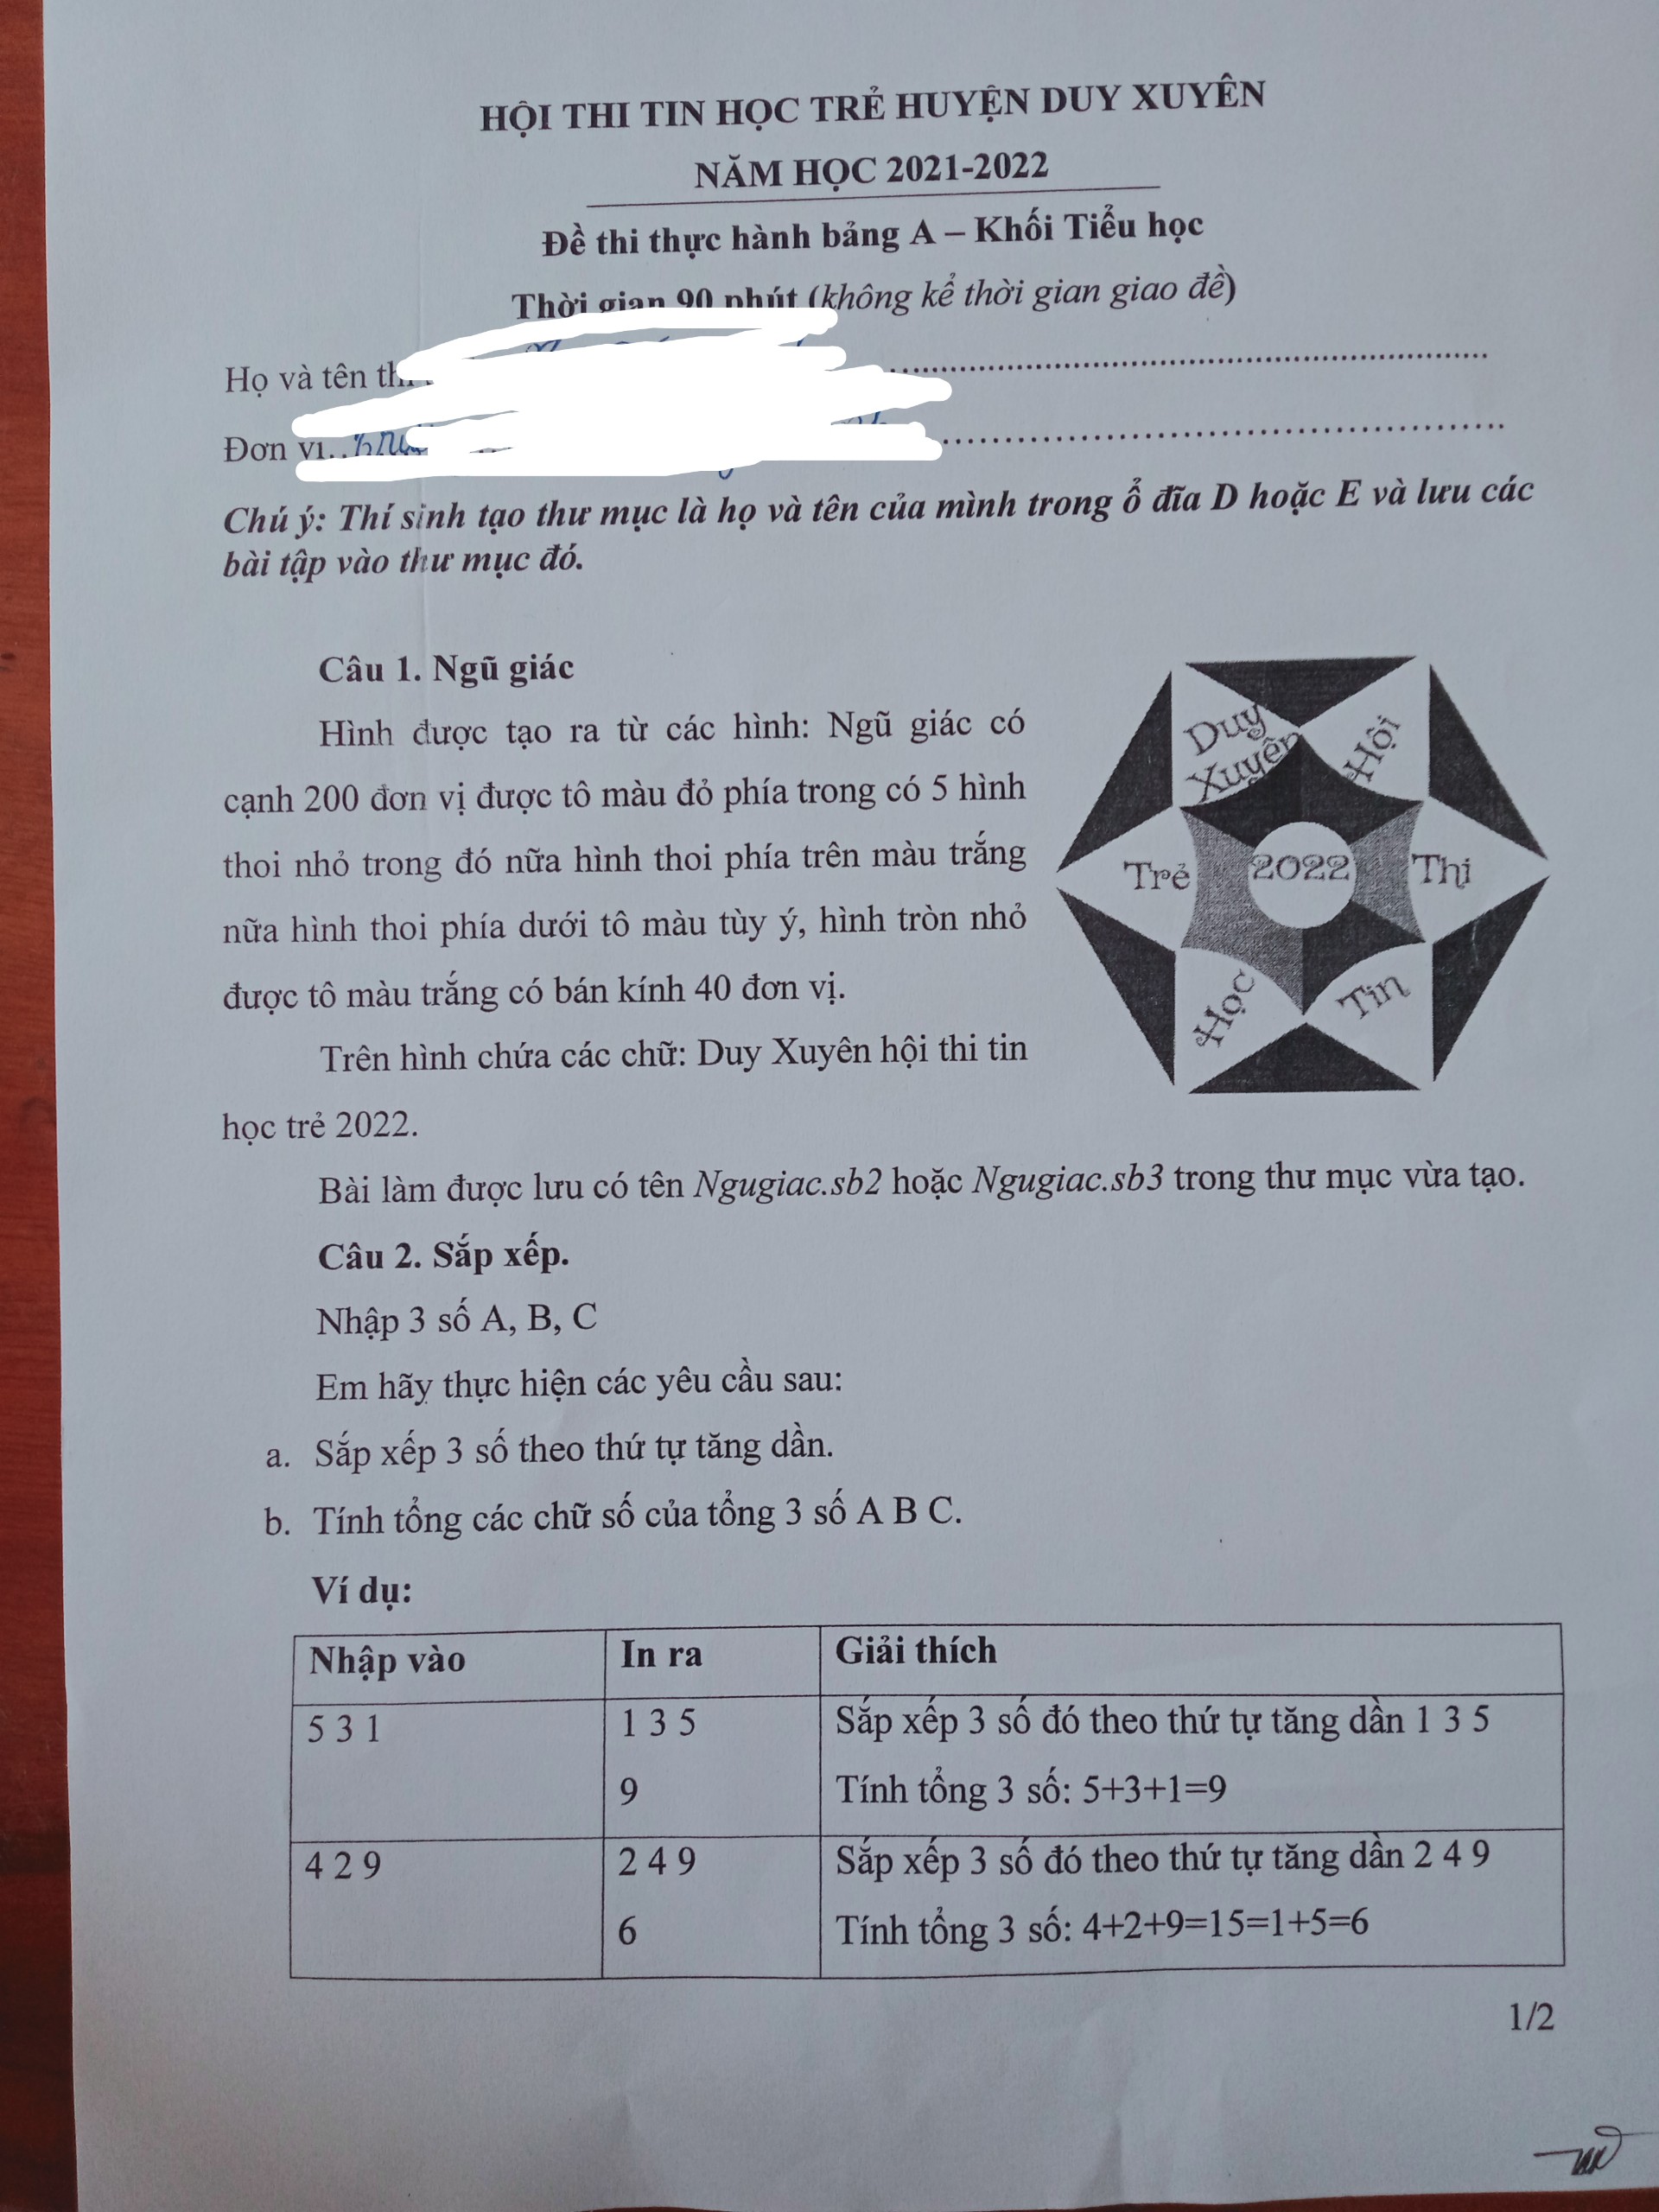 HỘI THI TIN HỌC TRẺ HUYỆN DUY XUYÊN
NĂM HỌC 2021-2022
Đề thi thực hành bảng A – Khối Tiểu học
Thời gian 90 phút (không kể thời gian giao đề)
Họ và tên
Đơn vị
Chú ý: Thí sinh tạo thư mục là họ và tên của mình trong ổ đĩa D hoặc E và lưu các
bài tập vào thư mục đó.
Câu 1. Ngũ giác
Hình được tạo ra từ các hình: Ngũ giác có
cạnh 200 đơn vị được tô màu đỏ phía trong có 5 hình
thoi nhỏ trong đó nữa hình thoi phía trên màu trắng
nữa hình thoi phía dưới tô màu tùy ý, hình tròn nhỏ
được tô màu trắng có bán kính 40 đơn vị.
Trên hình chứa các chữ: Duy Xuyên hội thi tin
học trẻ 2022.
Duy
Xuyên
Hội
Trẻ
2022
Thi
Học
Tin
Bài làm được lưu có tên Ngugiac.sb2 hoặc Ngugiac.sb3 trong thư mục vừa tạo.
Câu 2. Sắp xếp.
Nhập 3 số A, B, C
Em hãy thực hiện các yêu cầu sau:
a. Sắp xếp 3 số theo thứ tự tăng dần.
b. Tính tổng các chữ số của tổng 3 số A B C.
Ví dụ:
Nhập vào In ra Giải thích
5 3 1 1 3 5 Sắp xếp 3 số đó theo thứ tự tăng dần 1 3 5
9 Tính tổng 3 số: 5+3+1=9
4 2 9 2 4 9 Sắp xếp 3 số đó theo thứ tự tăng dần 2 4 9
6 Tính tổng 3 số: 4+2+9=15=1+5=6
1/2